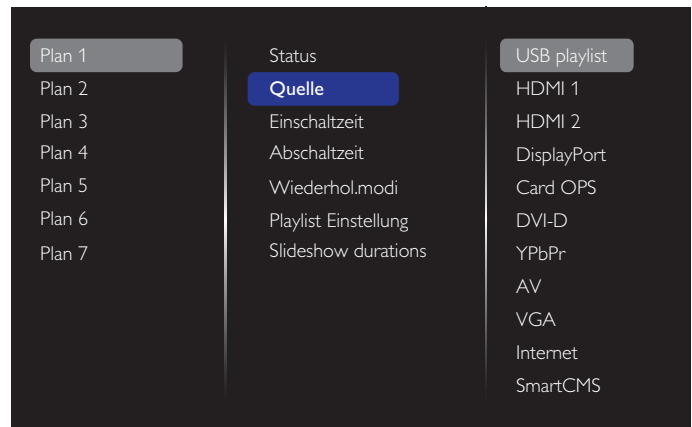 Plan 1
Plan 2
Plan 3
Plan 4
Plan 5
Plan 6
Plan 7
Status
Quelle
Einschaltzeit
Abschaltzeit
Wiederhol.modi
Playlist Einstellung
Slideshow durations
USB playlist
HDMI 1
HDMI 2
DisplayPort
Card OPS
DVI-D
YPbPr
AV
VGA
Internet
SmartCMS